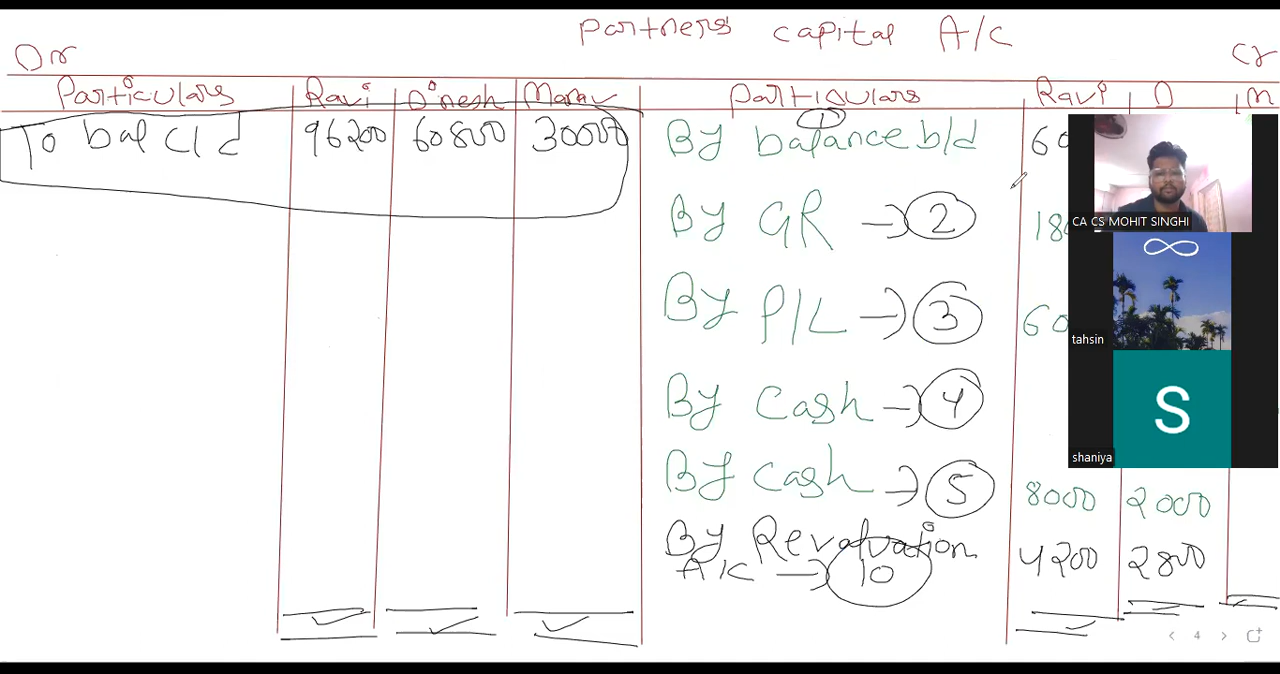 Partners' capital A/C
Dr
Cr
Particulars Ravi Dinesh Manav Particulars Ravi D M
To bal c/d 96200 60800 30000 By balance b/d 1
By GR → 2
By P/L → 3
By Cash → 4
By Cash → 5 8000 2000
By Revaluation 4200 2800
A/C → 10
CA CS MOHIT SINGHI
tahsin
S
shaniya
4